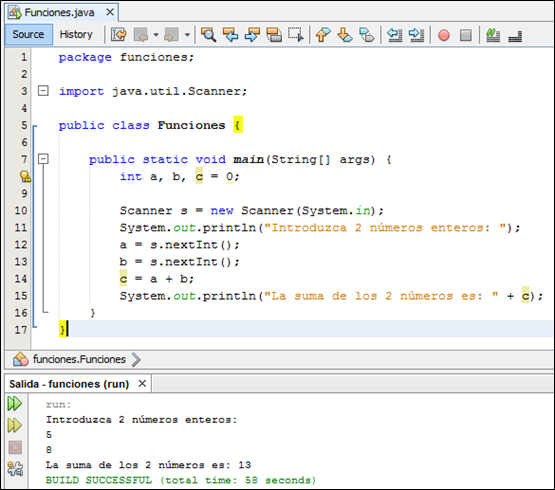 Funciones.java
Source History
1 package funciones;
2
3 import java.util.Scanner;
4
5 public class Funciones {
6
7 public static void main(String[] args) {
int a, b, c = 0;
9
10 Scanner s = new Scanner(System.in);
11 System.out.println("Introduzca 2 números enteros: ");
12 a = s.nextInt();
13 b = s.nextInt();
14 c = a + b;
15 System.out.println("La suma de los 2 números es: " + c);
16 }
17 }
funciones.Funciones
Salida - funciones (run)
run:
Introduzca 2 números enteros:
5
8
La suma de los 2 números es: 13
BUILD SUCCESSFUL (total time: 58 seconds)